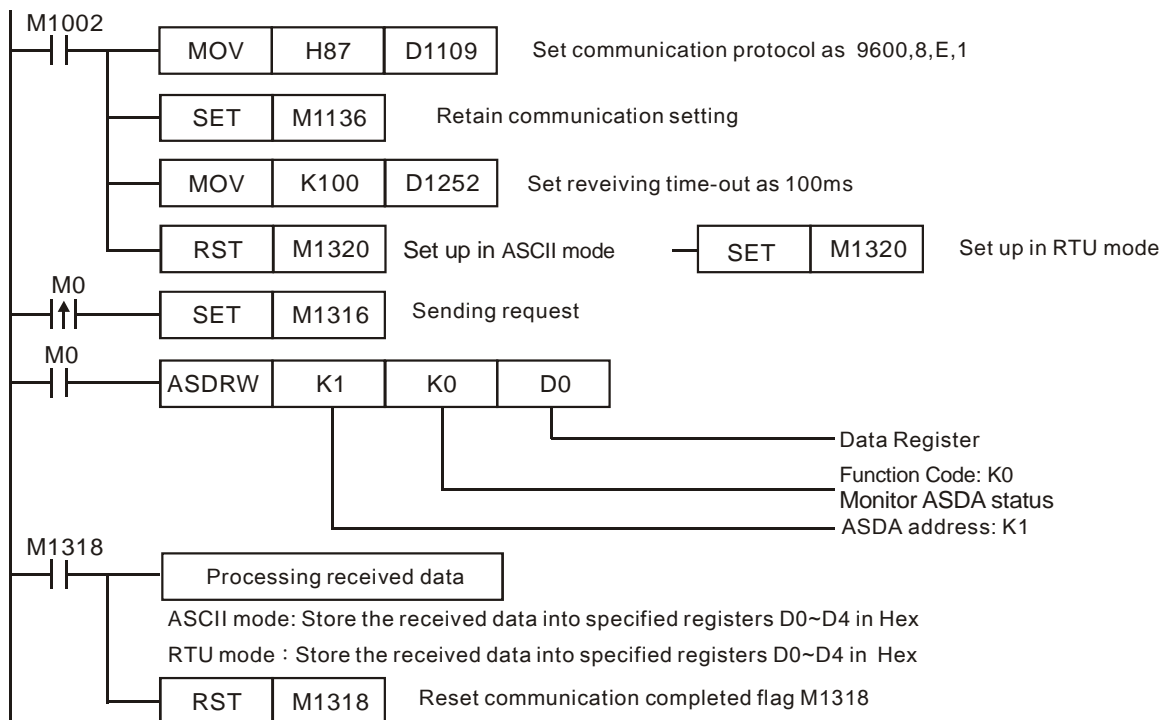 M1002
MOV H87 D1109 Set communication protocol as 9600,8,E,1
SET M1136 Retain communication setting
MOV K100 D1252 Set reveiving time-out as 100ms
RST M1320 Set up in ASCII mode SET M1320 Set up in RTU mode
M0
SET M1316 Sending request
M0
ASDRW K1 K0 D0
Data Register
Function Code: K0
Monitor ASDA status
ASDA address: K1
M1318
Processing received data
ASCII mode: Store the received data into specified registers D0~D4 in Hex
RTU mode：Store the received data into specified registers D0~D4 in Hex
RST M1318 Reset communication completed flag M1318